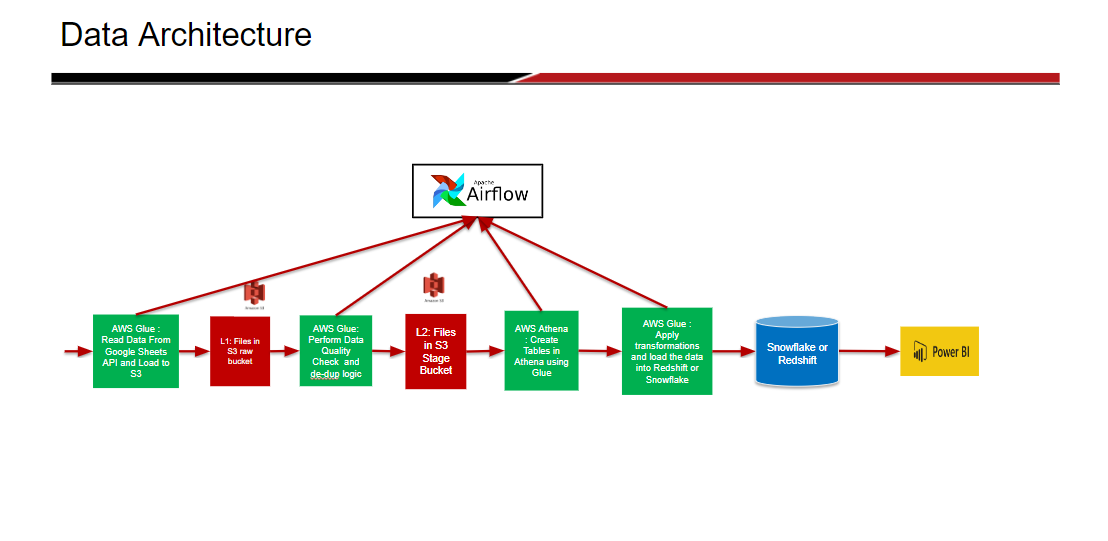 Data Architecture
Apache
Airflow
Amazon S3
Amazon S3
AWS Glue :
Read Data From
Google Sheets
API and Load to
S3
L1: Files in
S3 raw
bucket
AWS Glue:
Perform Data
Quality
Check  and
de-dup logic
L2: Files
in S3
Stage
Bucket
AWS Athena
: Create
Tables in
Athena using
Glue
AWS Glue :
Apply
transformations
and load the data
into Redshift or
Snowflake
Snowflake or
Redshift
Power BI